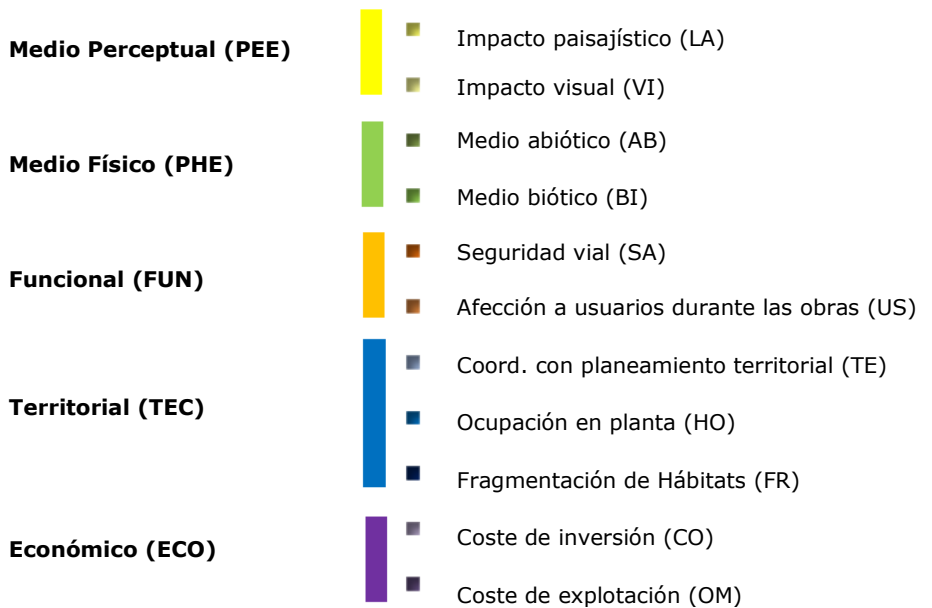 Medio Perceptual (PEE)
Impacto paisajístico (LA)
Impacto visual (VI)
Medio Físico (PHE)
Medio abiótico (AB)
Medio biótico (BI)
Funcional (FUN)
Seguridad vial (SA)
Afección a usuarios durante las obras (US)
Territorial (TEC)
Coord. con planeamiento territorial (TE)
Ocupación en planta (HO)
Fragmentación de Hábitats (FR)
Económico (ECO)
Coste de inversión (CO)
Coste de explotación (OM)